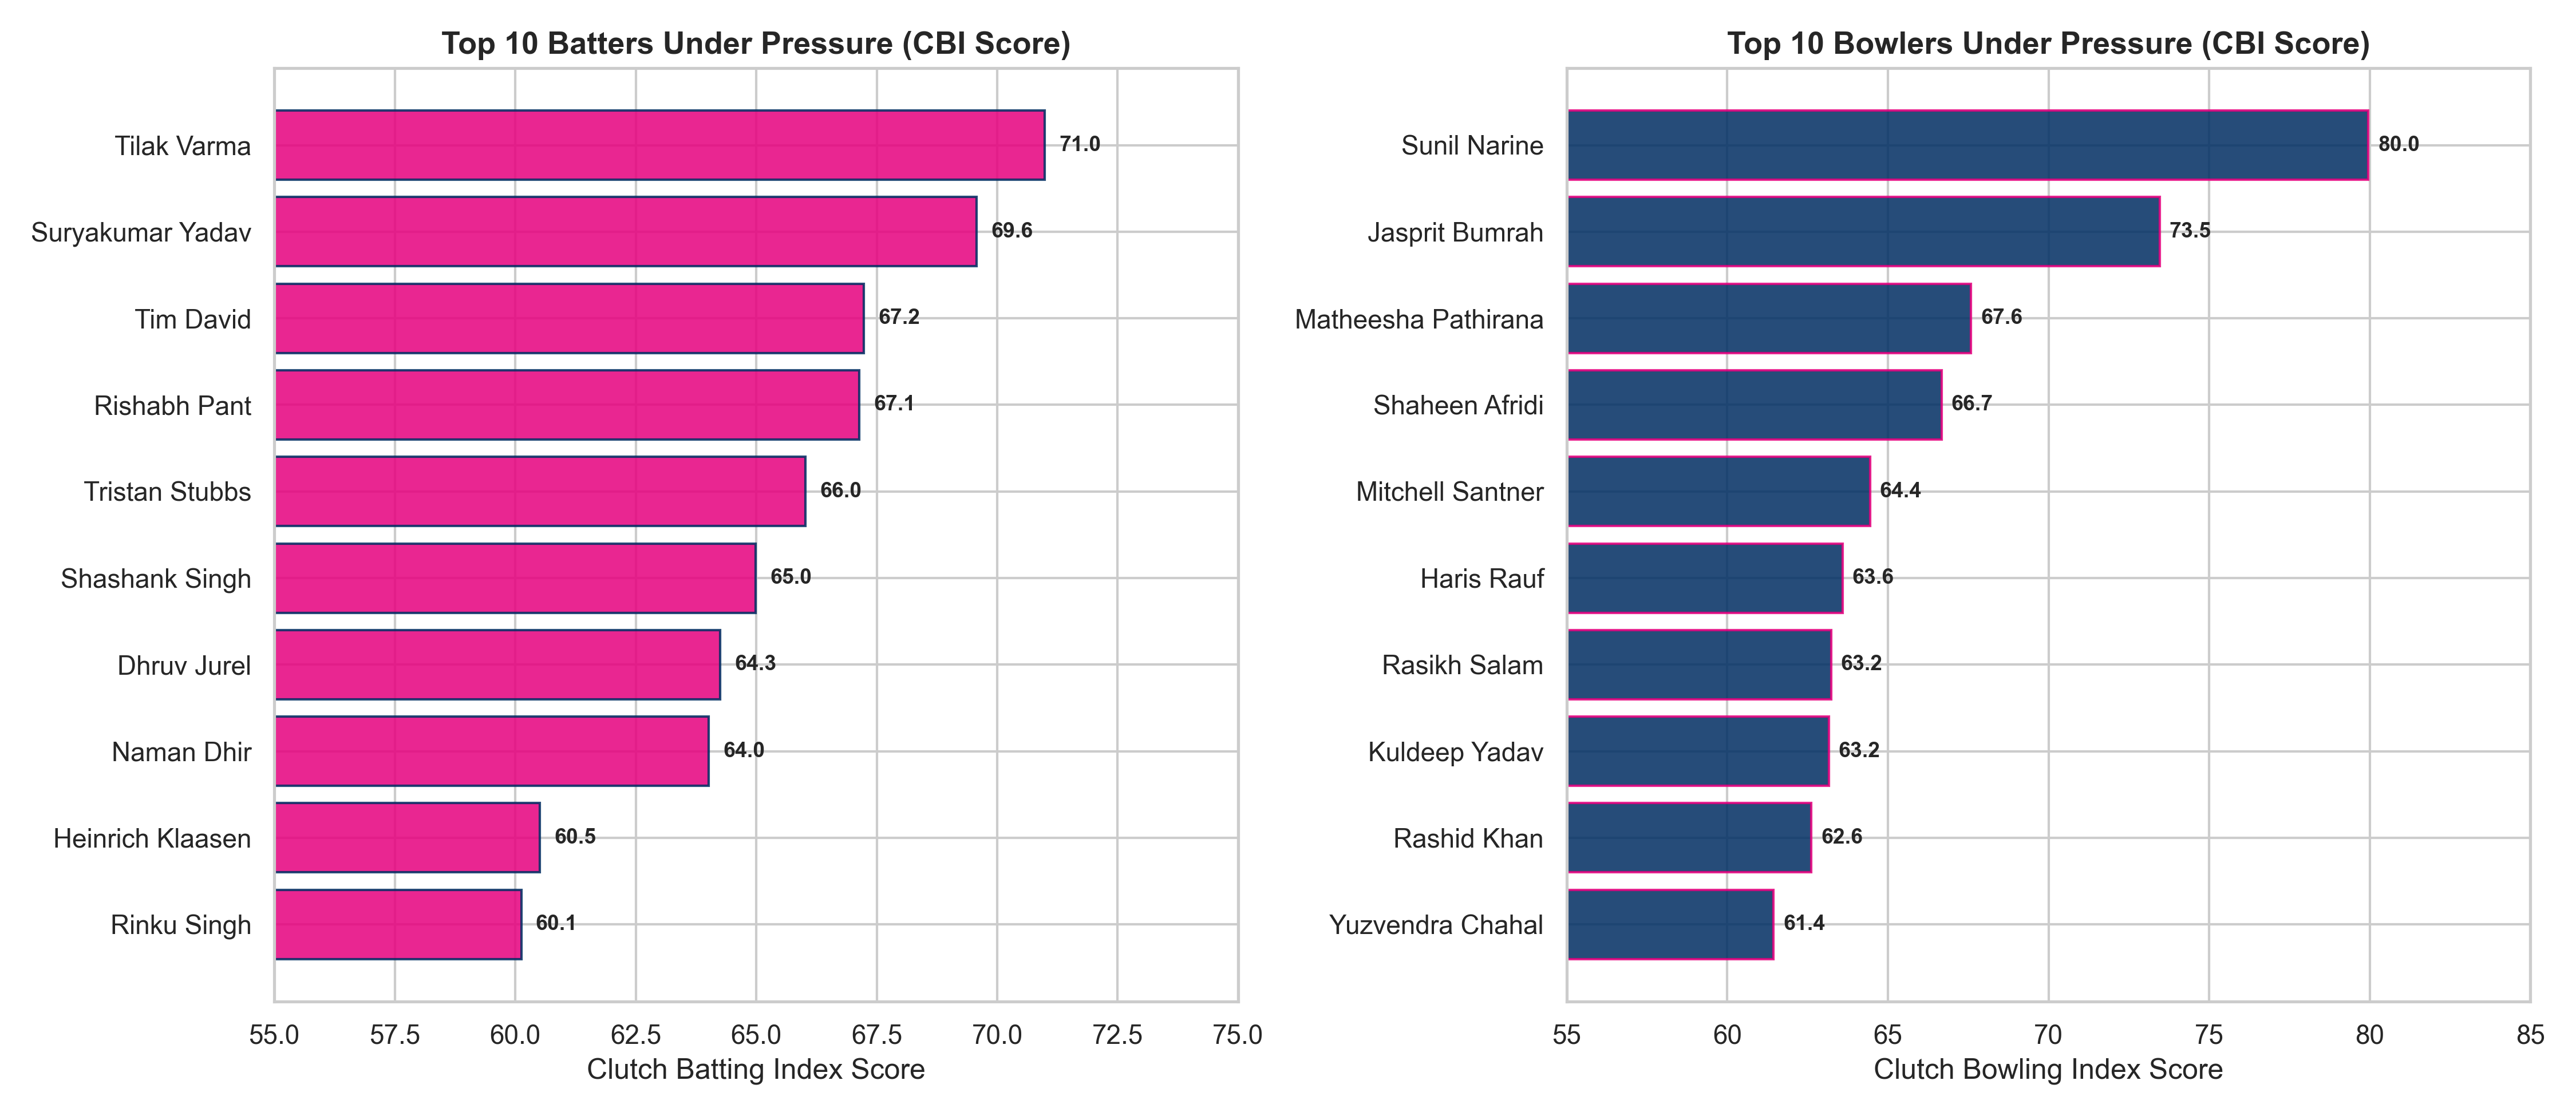 Top 10 Batters Under Pressure (CBI Score)
Tilak Varma 71.0
Suryakumar Yadav 69.6
Tim David 67.2
Rishabh Pant 67.1
Tristan Stubbs 66.0
Shashank Singh 65.0
Dhruv Jurel 64.3
Naman Dhir 64.0
Heinrich Klaasen 60.5
Rinku Singh 60.1
55.0 57.5 60.0 62.5 65.0 67.5 70.0 72.5 75.0
Clutch Batting Index Score
Top 10 Bowlers Under Pressure (CBI Score)
Sunil Narine 80.0
Jasprit Bumrah 73.5
Matheesha Pathirana 67.6
Shaheen Afridi 66.7
Mitchell Santner 64.4
Haris Rauf 63.6
Rasikh Salam 63.2
Kuldeep Yadav 63.2
Rashid Khan 62.6
Yuzvendra Chahal 61.4
55 60 65 70 75 80 85
Clutch Bowling Index Score